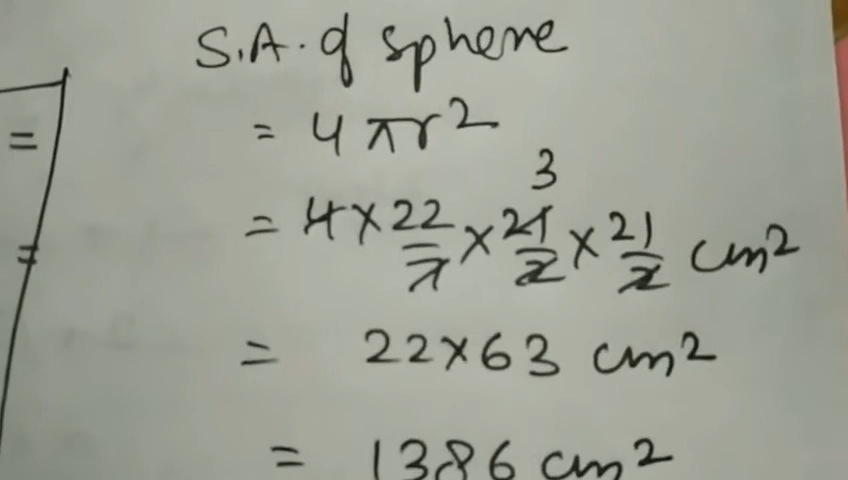 S.A. of sphere
= 4πr²
3
= 4 × 22/7 × 21/2 × 21/2 cm²
= 22×63 cm²
= 1386 cm²
=
=